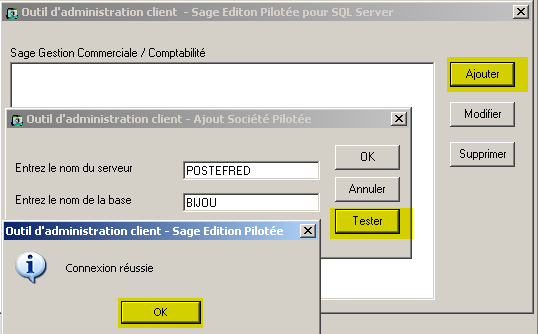 Outil d'administration client - Sage Editon Pilotée pour SQL Server
Sage Gestion Commerciale / Comptabilité
Ajouter
Modifier
Supprimer
Outil d'administration client - Ajout Société Pilotée
Entrez le nom du serveur
POSTEFRED
OK
Entrez le nom de la base
BIJOU
Annuler
Tester
Outil d'administration client - Sage Edition Pilotée
Connexion réussie
OK